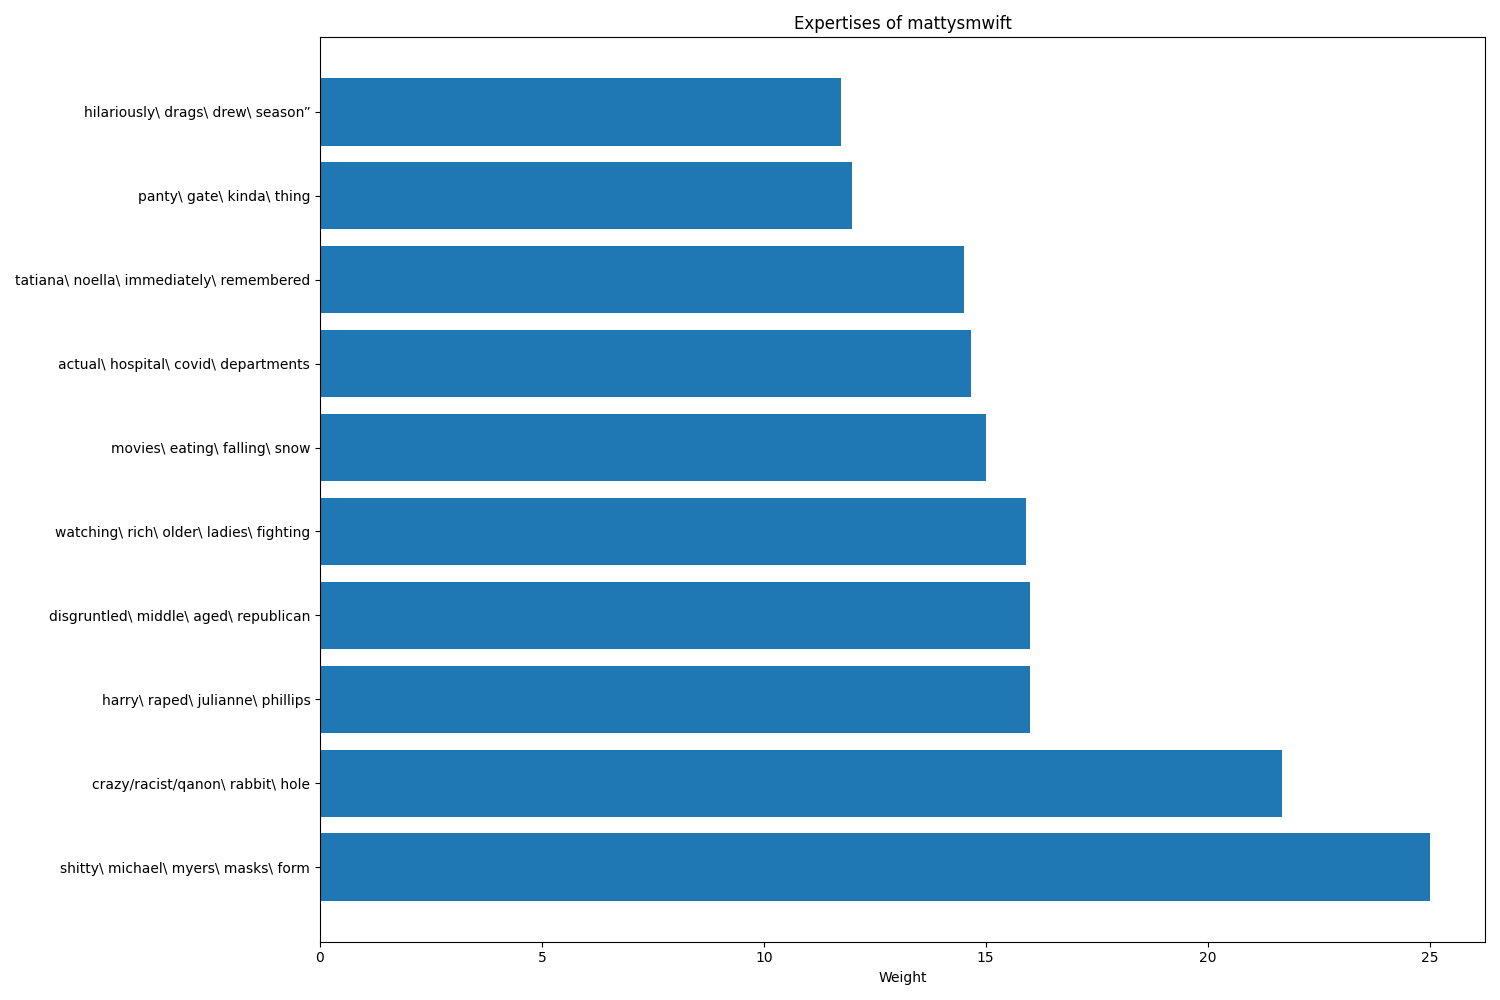 Expertises of mattysmwift
hilariously\ drags\ drew\ season”
panty\ gate\ kinda\ thing
tatiana\ noella\ immediately\ remembered
actual\ hospital\ covid\ departments
movies\ eating\ falling\ snow
watching\ rich\ older\ ladies\ fighting
disgruntled\ middle\ aged\ republican
harry\ raped\ julianne\ phillips
crazy/racist/qanon\ rabbit\ hole
shitty\ michael\ myers\ masks\ form
0 5 10 15 20 25
Weight